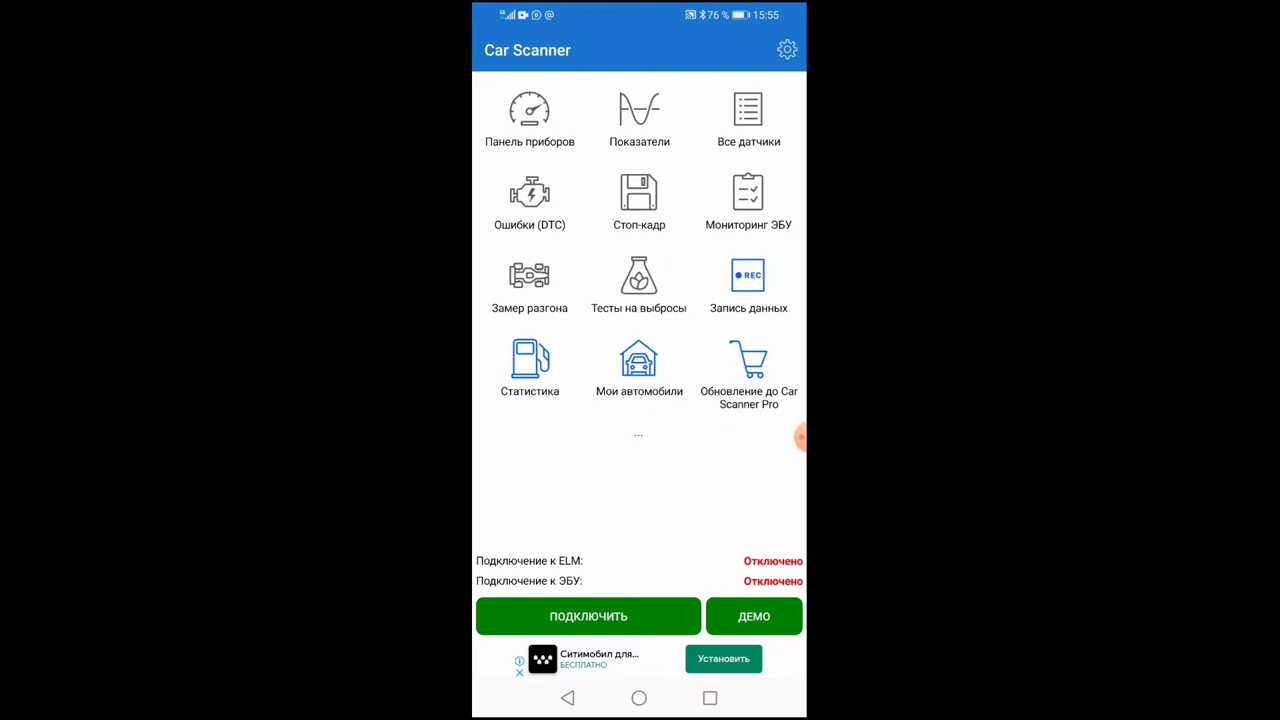 76 % 15:55
Car Scanner
Панель приборов
Показатели
Все датчики
Ошибки (DTC)
Стоп-кадр
Мониторинг ЭБУ
Замер разгона
Тесты на выбросы
REC
Запись данных
Статистика
Мои автомобили
Обновление до Car
Scanner Pro
...
Подключение к ELM: Отключено
Подключение к ЭБУ: Отключено
ПОДКЛЮЧИТЬ
ДЕМО
Ситимобил для...
БЕСПЛАТНО
Установить